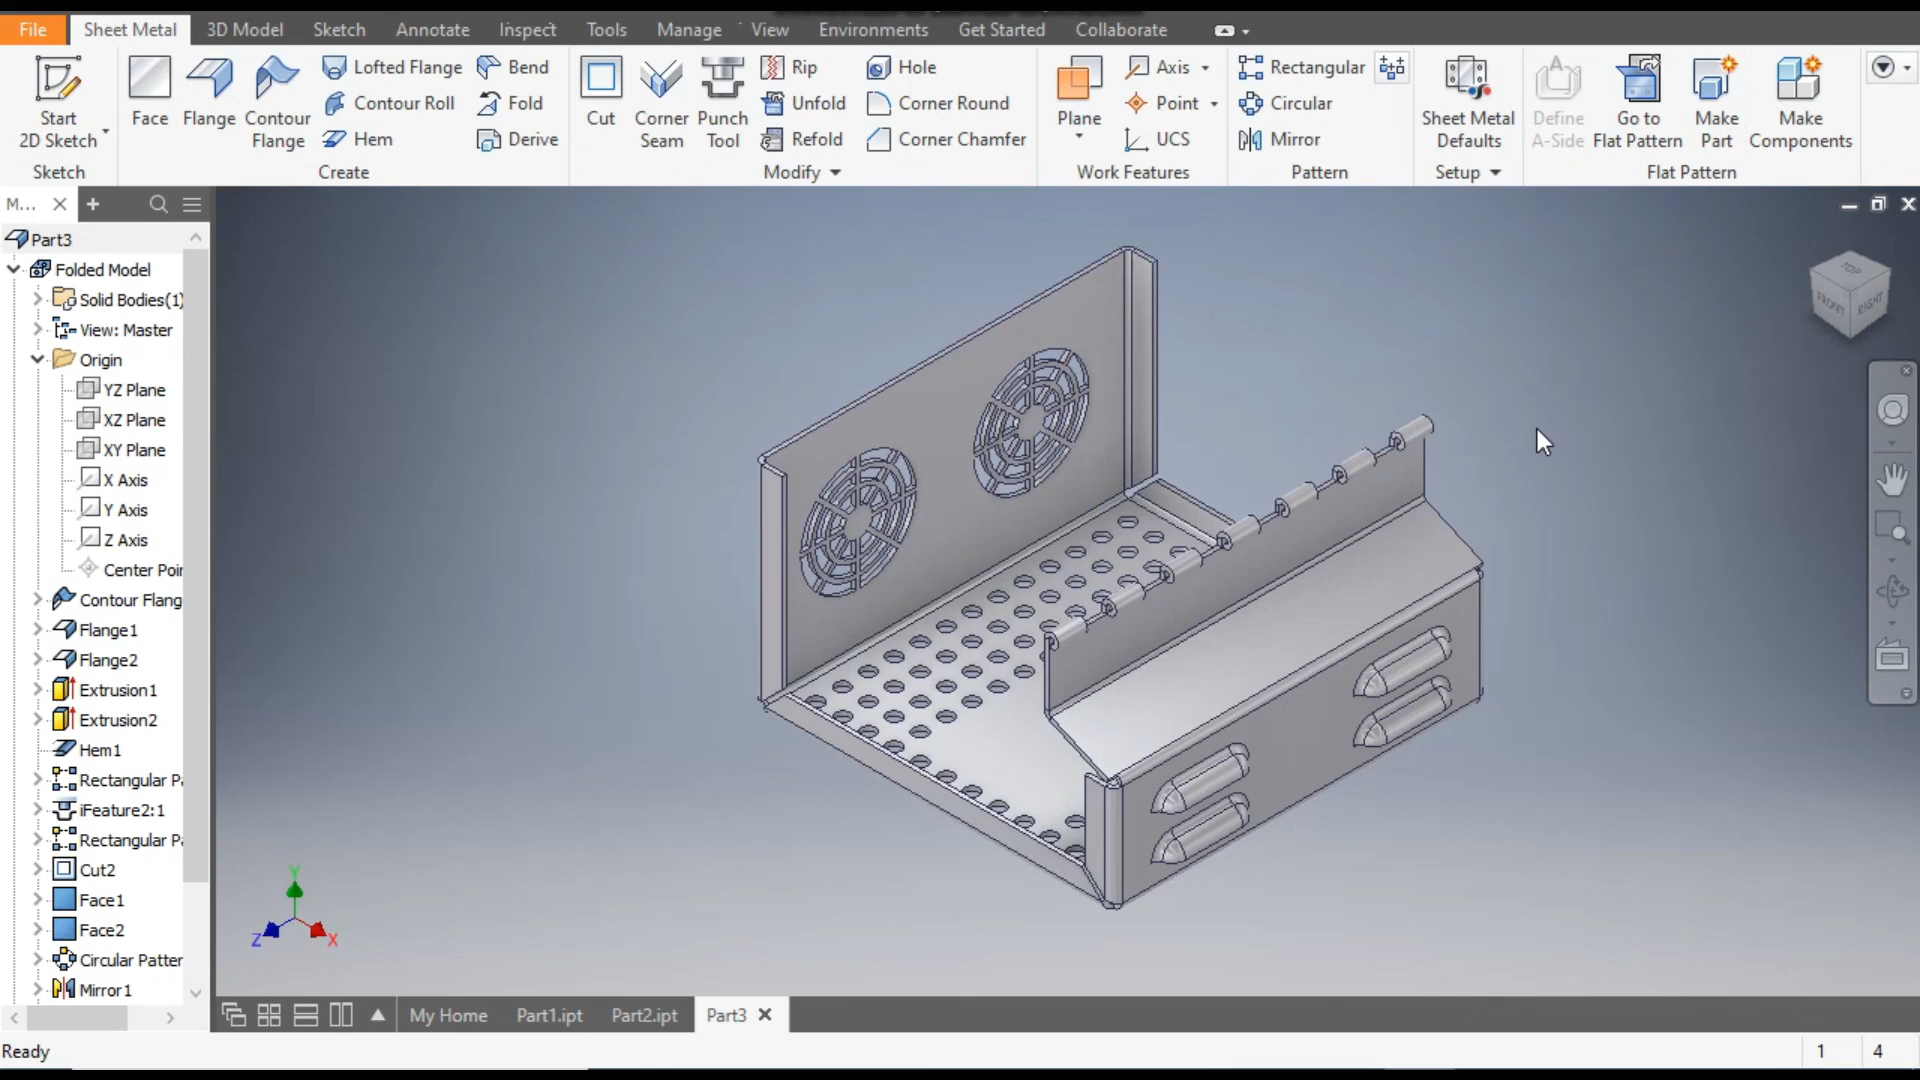 File Sheet Metal 3D Model Sketch Annotate Inspect Tools Manage View Environments Get Started Collaborate
Start
2D Sketch
Face
Flange
Contour
Flange
Lofted Flange
Contour Roll
Hem
Bend
Fold
Derive
Cut
Corner
Seam
Punch
Tool
Rip
Unfold
Refold
Hole
Corner Round
Corner Chamfer
Plane
Axis
Point
UCS
Rectangular
Circular
Mirror
Sheet Metal
Defaults
Define
A-Side
Go to
Flat Pattern
Make
Part
Make
Components
Sketch Create Modify Work Features Pattern Setup Flat Pattern
M...
Part3
Folded Model
Solid Bodies(1)
View: Master
Origin
YZ Plane
XZ Plane
XY Plane
X Axis
Y Axis
Z Axis
Center Poin
Contour Flang
Flange1
Flange2
Extrusion1
Extrusion2
Hem1
Rectangular Pa
iFeature2:1
Rectangular Pa
Cut2
Face1
Face2
Circular Patter
Mirror1
TOP
FRONT RIGHT
Y
Z X
My Home Part1.ipt Part2.ipt Part3
Ready 1 4